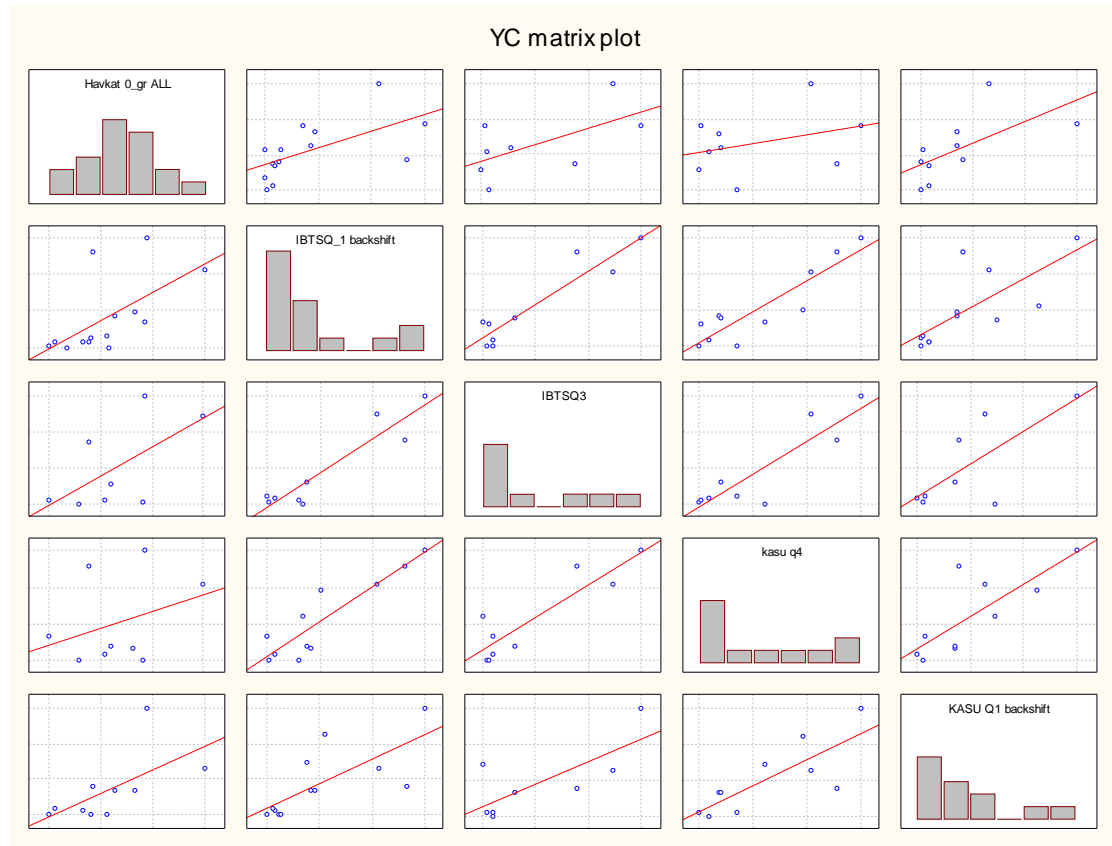 YC matrix plot
Havkat 0_gr ALL
IBTSQ_1 backshift
IBTSQ3
kasu q4
KASU Q1 backshift